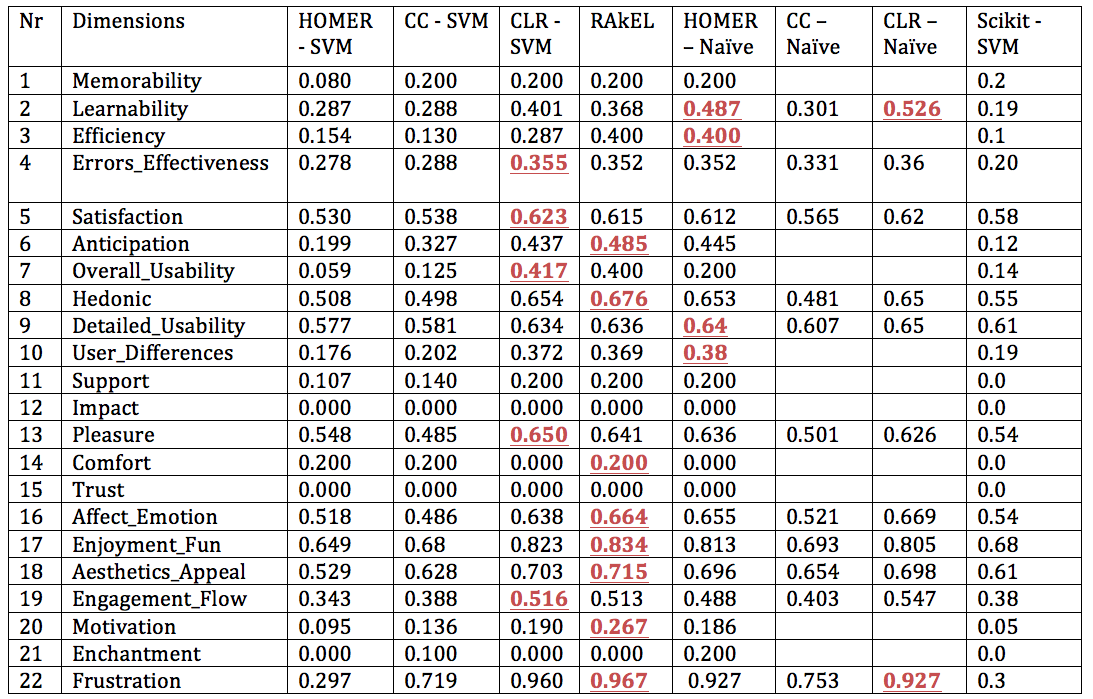 Nr Dimensions HOMER - SVM CC - SVM CLR - SVM RAkEL HOMER – Naïve CC – Naïve CLR – Naïve Scikit - SVM
1 Memorability 0.080 0.200 0.200 0.200 0.200 0.2
2 Learnability 0.287 0.288 0.401 0.368 0.487 0.301 0.526 0.19
3 Efficiency 0.154 0.130 0.287 0.400 0.400 0.1
4 Errors_Effectiveness 0.278 0.288 0.355 0.352 0.352 0.331 0.36 0.20
5 Satisfaction 0.530 0.538 0.623 0.615 0.612 0.565 0.62 0.58
6 Anticipation 0.199 0.327 0.437 0.485 0.445 0.12
7 Overall_Usability 0.059 0.125 0.417 0.400 0.200 0.14
8 Hedonic 0.508 0.498 0.654 0.676 0.653 0.481 0.65 0.55
9 Detailed_Usability 0.577 0.581 0.634 0.636 0.64 0.607 0.65 0.61
10 User_Differences 0.176 0.202 0.372 0.369 0.38 0.19
11 Support 0.107 0.140 0.200 0.200 0.200 0.0
12 Impact 0.000 0.000 0.000 0.000 0.000 0.0
13 Pleasure 0.548 0.485 0.650 0.641 0.636 0.501 0.626 0.54
14 Comfort 0.200 0.200 0.000 0.200 0.000 0.0
15 Trust 0.000 0.000 0.000 0.000 0.000 0.0
16 Affect_Emotion 0.518 0.486 0.638 0.664 0.655 0.521 0.669 0.54
17 Enjoyment_Fun 0.649 0.68 0.823 0.834 0.813 0.693 0.805 0.68
18 Aesthetics_Appeal 0.529 0.628 0.703 0.715 0.696 0.654 0.698 0.61
19 Engagement_Flow 0.343 0.388 0.516 0.513 0.488 0.403 0.547 0.38
20 Motivation 0.095 0.136 0.190 0.267 0.186 0.05
21 Enchantment 0.000 0.100 0.000 0.000 0.200 0.0
22 Frustration 0.297 0.719 0.960 0.967 0.927 0.753 0.927 0.3